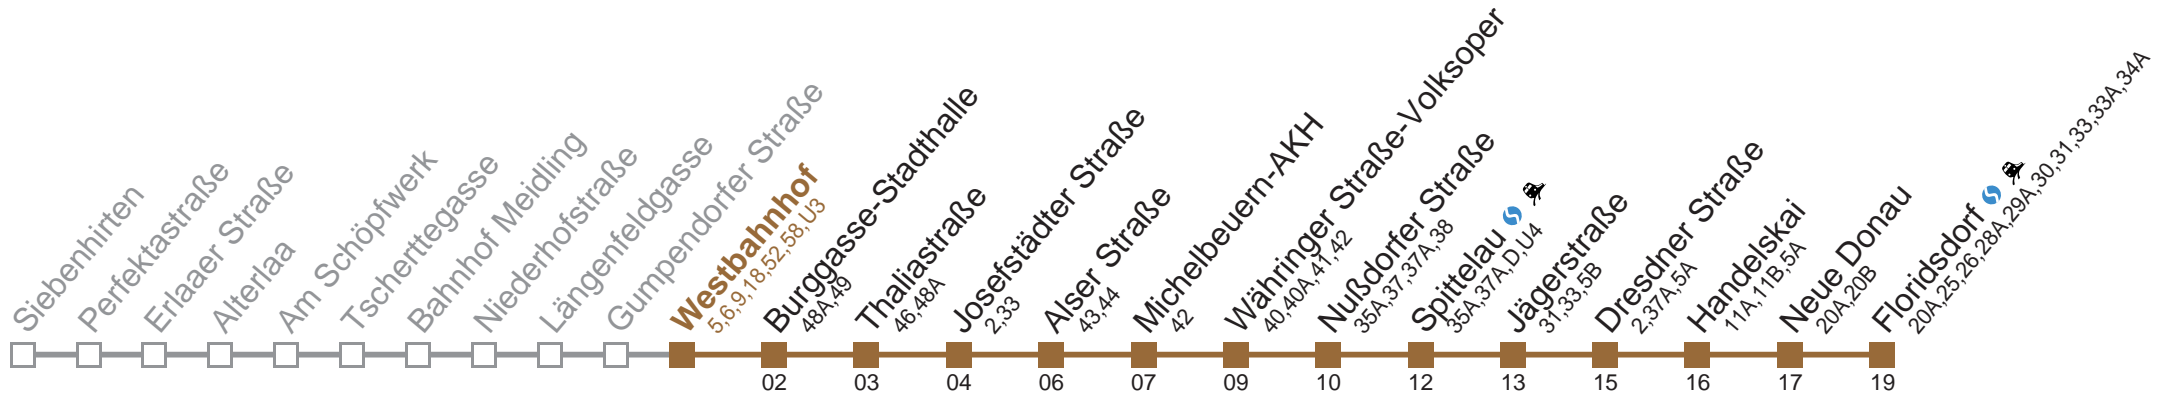 Siebenhirten
Perfektastraße
Erlaaer Straße
Alterlaa
Am Schöpfwerk
Tscherttegasse
Bahnhof Meidling
Niederhofstraße
Längenfeldgasse
Gumpendorfer Straße
Westbahnhof
5,6,9,18,52,58,U3
Burggasse-Stadthalle
48A,49
Thaliastraße
46,48A
Josefstädter Straße
2,33
Alser Straße
43,44
Michelbeuern-AKH
42
Währinger Straße-Volksoper
40,40A,41,42
Nußdorfer Straße
35A,37,37A,38
Spittelau
35A,37A,D,U4
Jägerstraße
31,33,5B
Dresdner Straße
2,37A,5A
Handelskai
11A,11B,5A
Neue Donau
20A,20B
Floridsdorf
20A,25,26,28A,29A,30,31,33,33A,34A
02 03 04 06 07 09 10 12 13 15 16 17 19